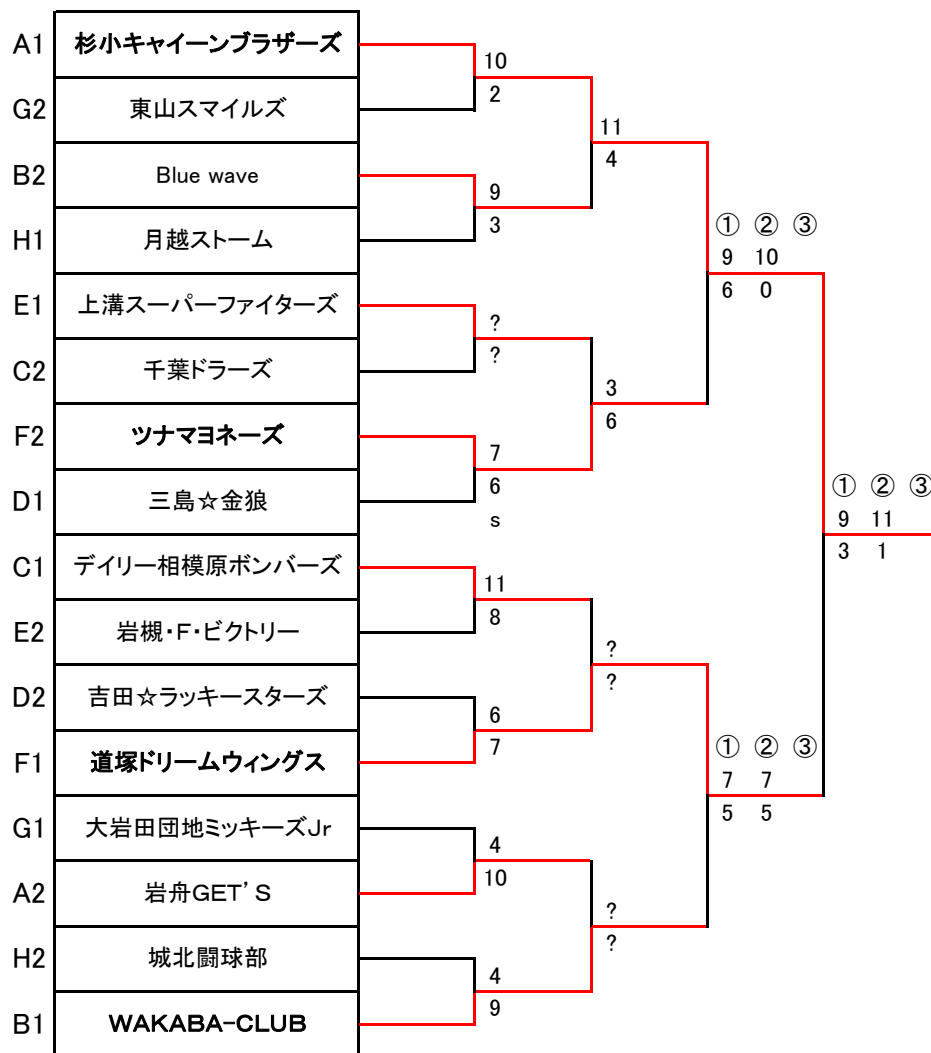 A1 杉小キャイーンブラザーズ
10
2
G2 東山スマイルズ
11
4
B2 Blue wave
9
3
H1 月越ストーム
① ② ③
9 10
6 0
E1 上溝スーパーファイターズ
?
?
C2 千葉ドラーズ
3
6
F2 ツナマヨネーズ
7
6
s
D1 三島☆金狼
① ② ③
9 11
3 1
C1 デイリー相模原ボンバーズ
11
8
E2 岩槻・F・ビクトリー
?
?
D2 吉田☆ラッキースターズ
6
7
F1 道塚ドリームウィングス
① ② ③
7 7
5 5
G1 大岩田団地ミッキーズJr
4
10
A2 岩舟GET'S
?
?
H2 城北闘球部
4
9
B1 WAKABA-CLUB